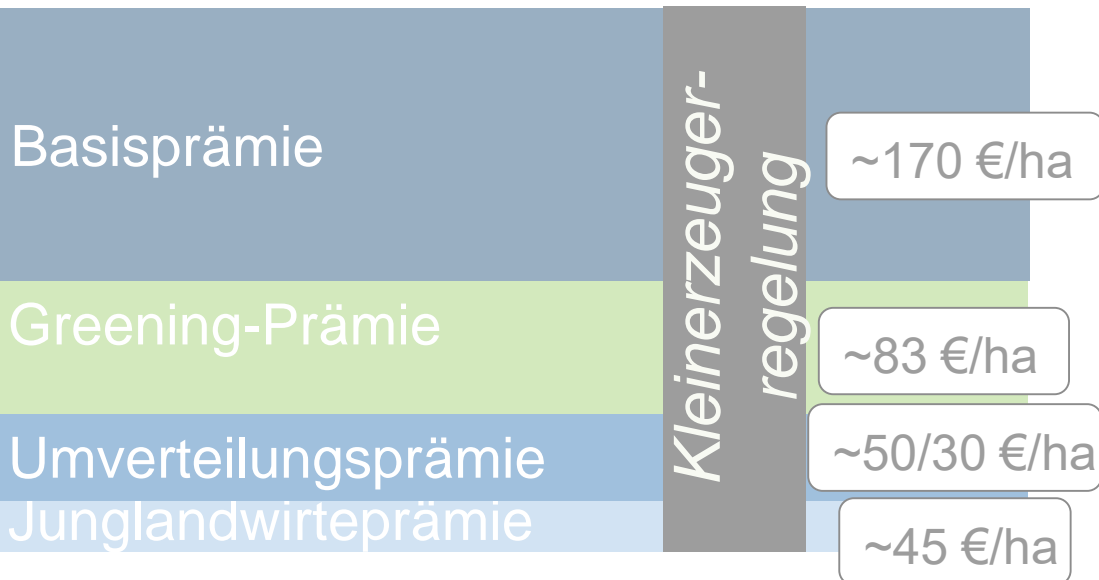 Basisprämie
~170 €/ha
Greening-Prämie
~83 €/ha
Umverteilungsprämie
~50/30 €/ha
Junglandwirteprämie
~45 €/ha
Kleinerzeuger-
regelung